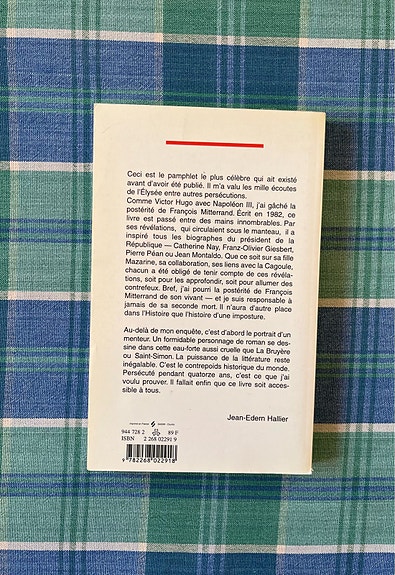 Ceci est le pamphlet le plus célèbre qui ait existé
avant d'avoir été publié. Il m'a valu les mille écoutes
de l'Élysée entre autres persécutions.
Comme Victor Hugo avec Napoléon III, j'ai gâché la
postérité de François Mitterrand. Écrit en 1982, ce
livre est passé entre des mains innombrables. Par
ses révélations, qui circulaient sous le manteau, il a
inspiré tous les biographes du président de la
République — Catherine Nay, Franz-Olivier Giesbert,
Pierre Péan ou Jean Montaldo. Que ce soit sur sa fille
Mazarine, sa collaboration, ses liens avec la Cagoule,
chacun a été obligé de tenir compte de ces révéla-
tions, soit pour les approfondir, soit pour allumer des
contrefeux. Bref, j'ai pourri la postérité de François
Mitterrand de son vivant — et je suis responsable à
jamais de sa seconde mort. Il n'aura d'autre place
dans l'Histoire que l'histoire d'une imposture.
Au-delà de mon enquête, c'est d'abord le portrait d'un
menteur. Un formidable personnage de roman se des-
sine dans cette eau-forte aussi cruelle que La Bruyère
ou Saint-Simon. La puissance de la littérature reste
inégalable. C'est le contrepoids historique du monde.
Persécuté pendant quatorze ans, c'est ce que j'ai
voulu prouver. Il fallait enfin que ce livre soit acces-
sible à tous.
Jean-Edern Hallier
944 728 2 89 F
ISBN 2 268 02291 9
9 782268 022918